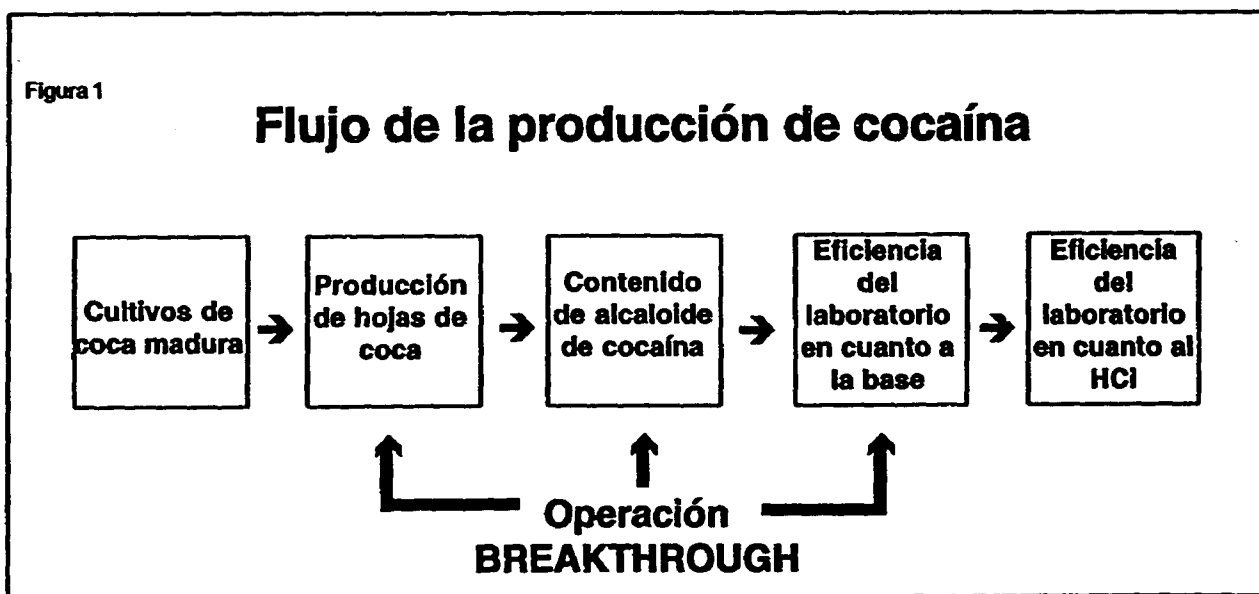 Figura 1
Flujo de la producción de cocaína
Cultivos de
coca madura
Producción
de hojas de
coca
Contenido
de alcaloide
de cocaína
Eficiencia
del
laboratorio
en cuanto a
la base
Eficiencia
del
laboratorio
en cuanto al
HCl
Operación
BREAKTHROUGH